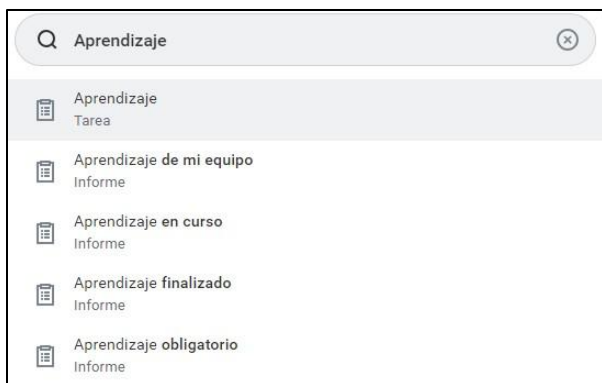 Aprendizaje
Aprendizaje
Tarea
Aprendizaje de mi equipo
Informe
Aprendizaje en curso
Informe
Aprendizaje finalizado
Informe
Aprendizaje obligatorio
Informe